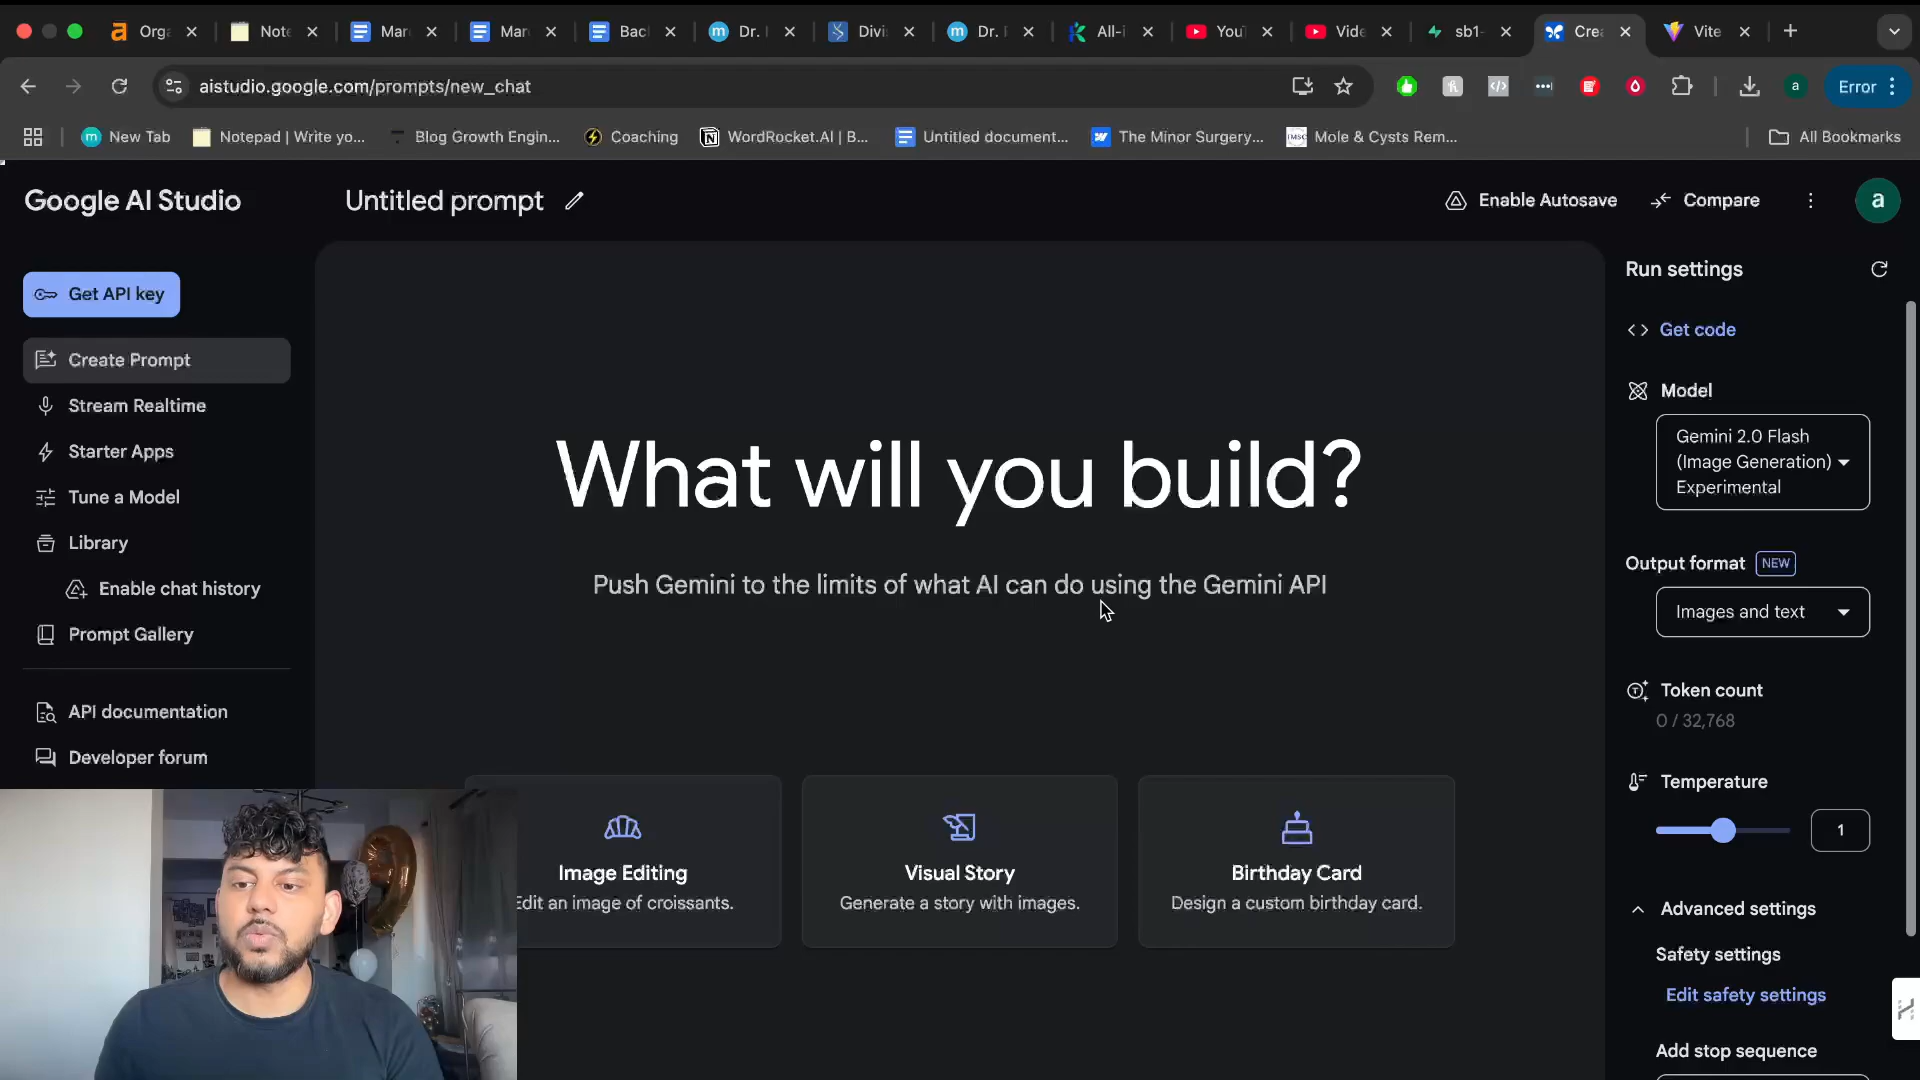 Orga
Note
Mar
Mar
Bac
Dr.
Divi
Dr.
All-i
You
Vide
sb1-
Crea
Vite
aistudio.google.com/prompts/new_chat
Error
New Tab
Notepad | Write yo...
Blog Growth Engin...
Coaching
WordRocket.AI | B...
Untitled document...
The Minor Surgery...
IMSC
Mole & Cysts Rem...
All Bookmarks
Google AI Studio
Untitled prompt
Enable Autosave
Compare
a
Get API key
Create Prompt
Stream Realtime
Starter Apps
Tune a Model
Library
Enable chat history
Prompt Gallery
API documentation
Developer forum
What will you build?
Push Gemini to the limits of what AI can do using the Gemini API
Image Editing
Edit an image of croissants.
Visual Story
Generate a story with images.
Birthday Card
Design a custom birthday card.
Run settings
Get code
Model
Gemini 2.0 Flash
(Image Generation)
Experimental
Output format NEW
Images and text
Token count
0 / 32,768
Temperature
1
Advanced settings
Safety settings
Edit safety settings
Add stop sequence